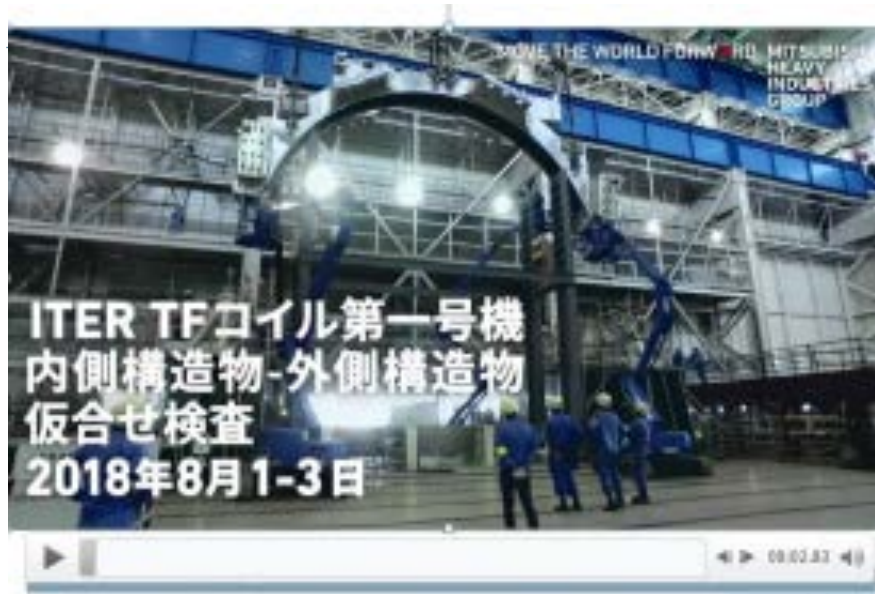 MOVE THE WORLD FORWARD
MITSUBISHI
HEAVY
INDUSTRIES
GROUP
ITER TFコイル第一号機
内側構造物-外側構造物
仮合せ検査
2018年8月1-3日